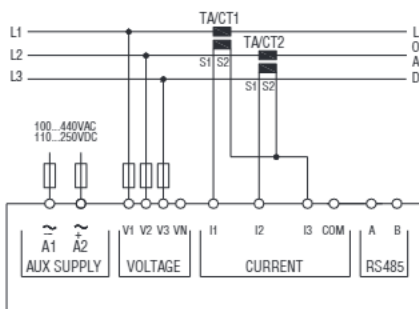 TA/CT1
L1 L
S1 S2 TA/CT2
L2 O
A
S1 S2
L3 D
100...440VAC
110...250VDC
~ ~
− +
A1 A2 V1 V2 V3 VN I1 I2 I3 COM A B
AUX SUPPLY VOLTAGE CURRENT RS485